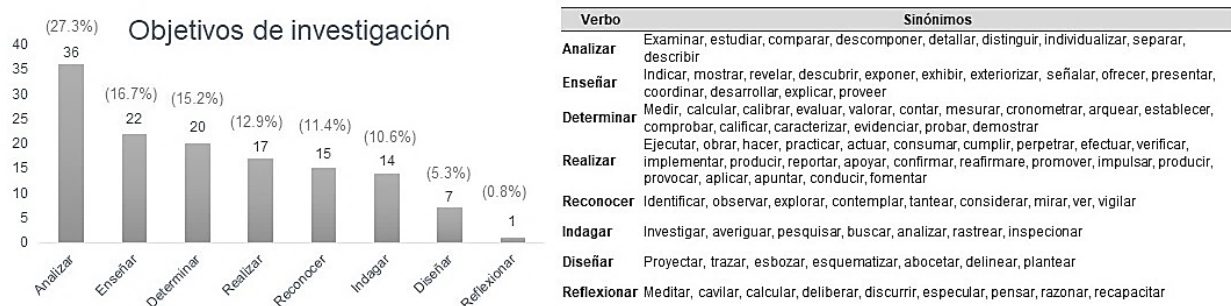 Objetivos de investigación
(27.3%)
(16.7%)
(15.2%)
(12.9%)
(11.4%)
(10.6%)
(5.3%)
(0.8%)
36
22
20
17
15
14
7
1
40
35
30
25
20
15
10
5
0
Analizar
Enseñar
Determinar
Realizar
Reconocer
Indagar
Diseñar
Reflexionar
Verbo Sinónimos
Analizar Examinar, estudiar, comparar, descomponer, detallar, distinguir, individualizar, separar,
describir
Enseñar Indicar, mostrar, revelar, descubrir, exponer, exhibir, exteriorizar, señalar, ofrecer, presentar,
coordinar, desarrollar, explicar, proveer
Determinar Medir, calcular, calibrar, evaluar, valorar, contar, mesurar, cronometrar, arquear, establecer,
comprobar, calificar, caracterizar, evidenciar, probar, demostrar
Realizar Ejecutar, obrar, hacer, practicar, actuar, consumar, cumplir, perpetrar, efectuar, verificar,
implementar, producir, reportar, apoyar, confirmar, reafirmare, promover, impulsar, producir,
provocar, aplicar, apuntar, conducir, fomentar
Reconocer Identificar, observar, explorar, contemplar, tantear, considerar, mirar, ver, vigilar
Indagar Investigar, averiguar, pesquisar, buscar, analizar, rastrear, inspecionar
Diseñar Proyectar, trazar, esbozar, esquematizar, abocetar, delinear, plantear
Reflexionar Meditar, cavilar, calcular, deliberar, discurrir, especular, pensar, razonar, recapacitar